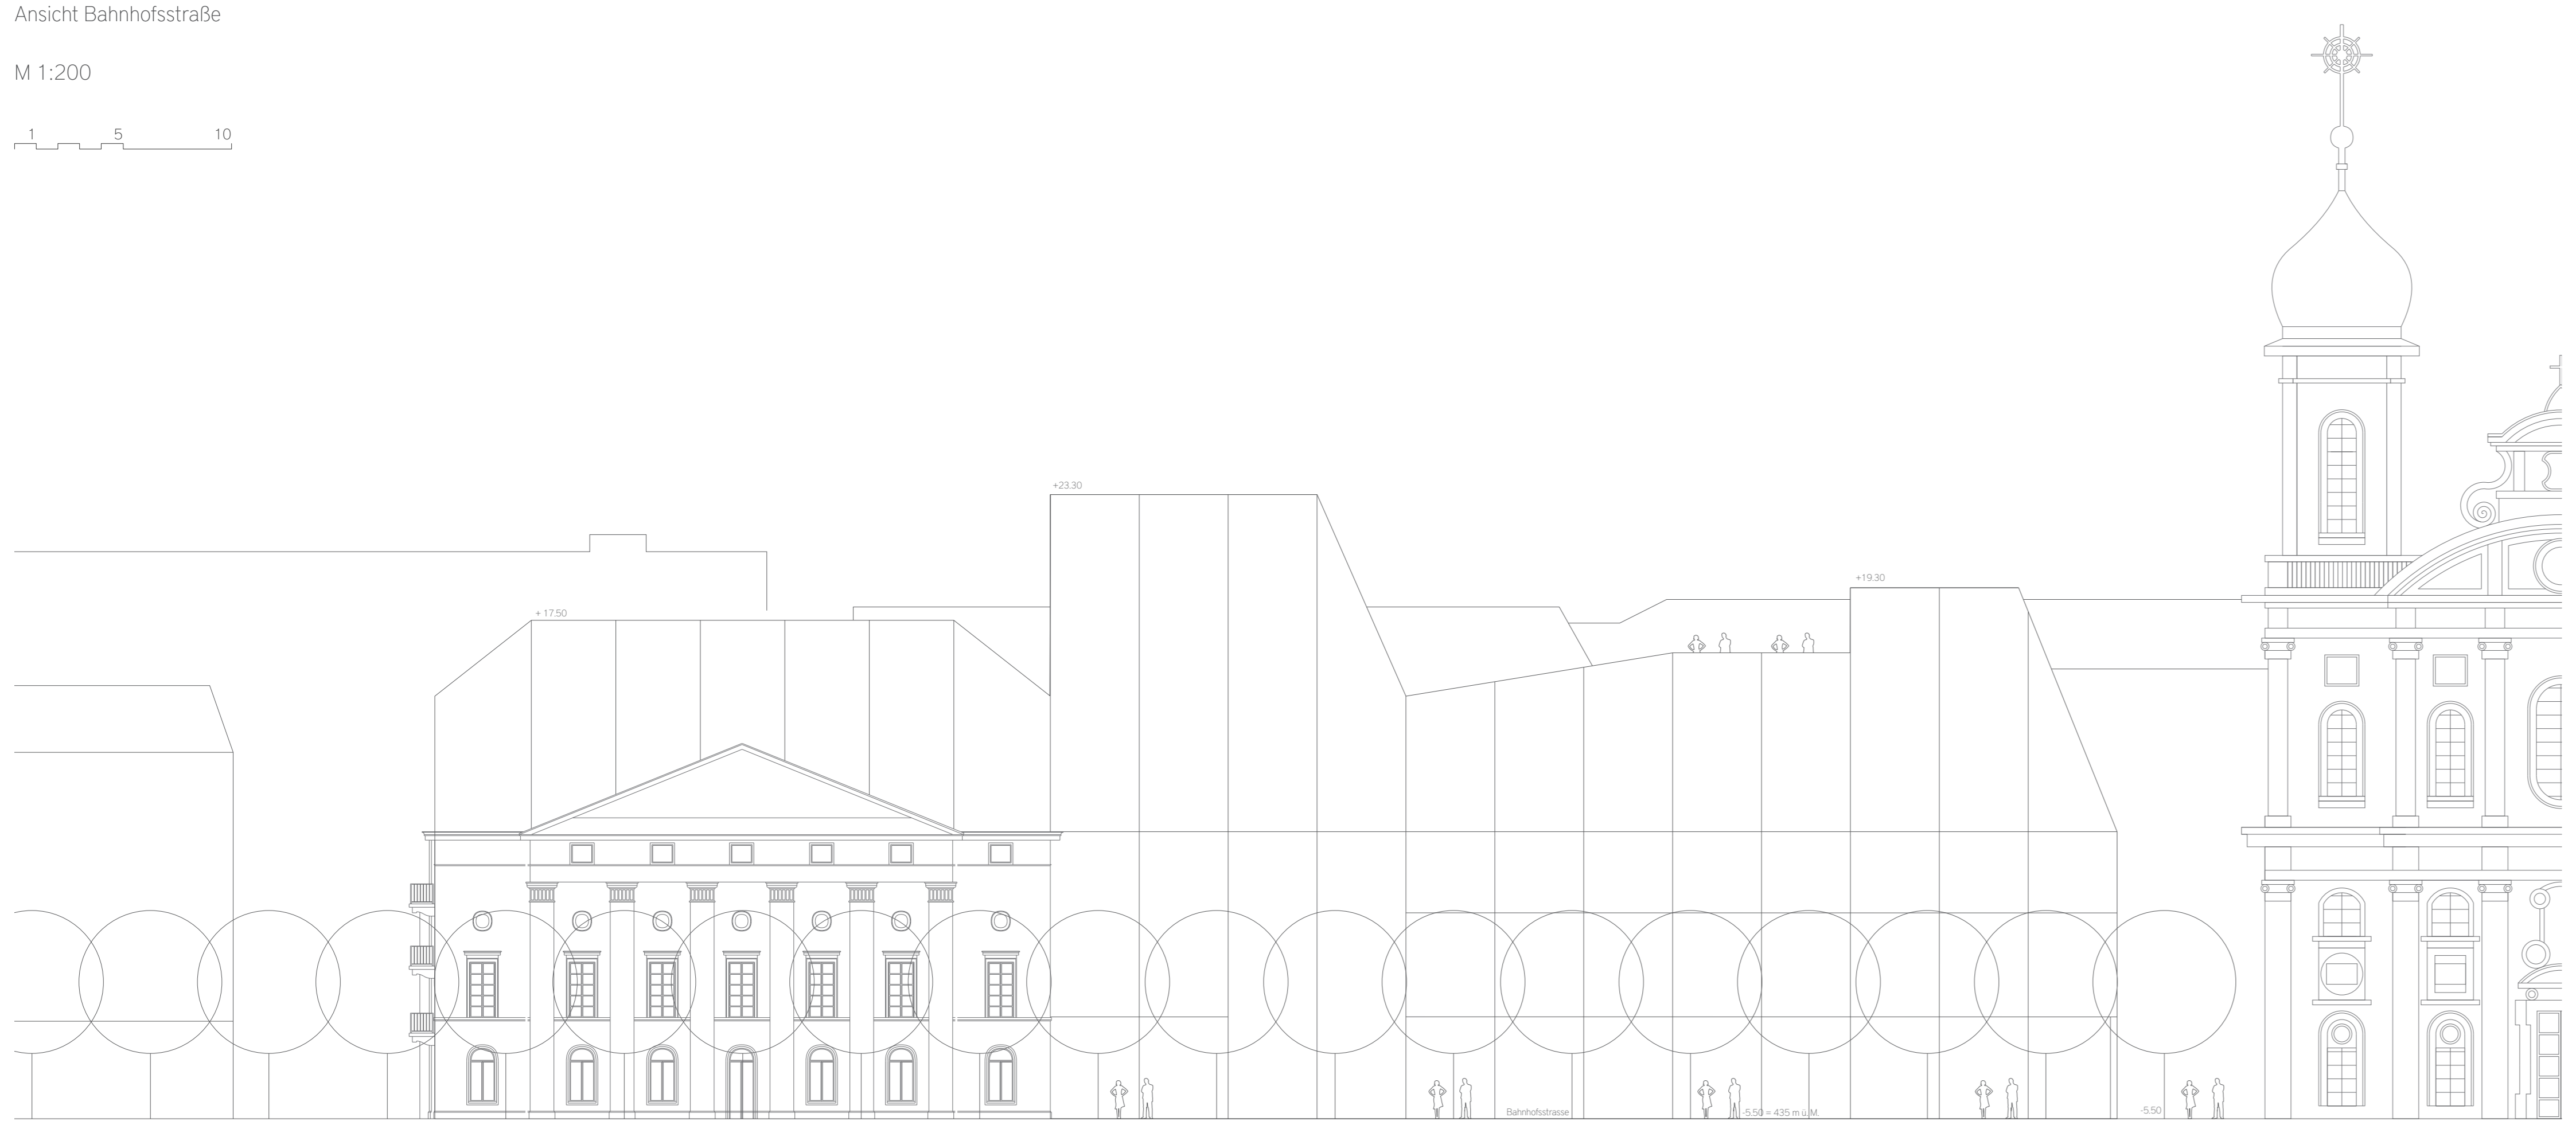 Ansicht Bahnhofsstraße
M 1:200
1 5 10
+23.30
+19.30
+ 17.50
Bahnhofsstrasse
-5.50 = 435 m ü. M.
-5.50